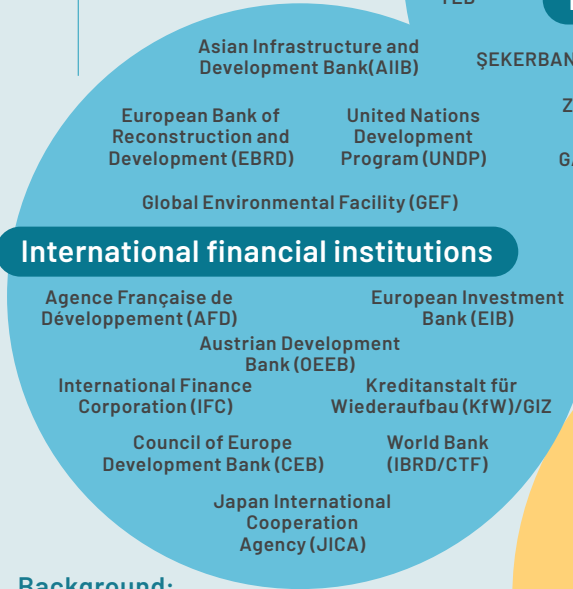 Asian Infrastructure and
Development Bank(AIIB)
ŞEKERBAN
European Bank of
Reconstruction and
Development (EBRD)
United Nations
Development
Program (UNDP)
Z
GA
Global Environmental Facility (GEF)
International financial institutions
Agence Française de
Développement (AFD)
European Investment
Bank (EIB)
Austrian Development
Bank (OEEB)
International Finance
Corporation (IFC)
Kreditanstalt für
Wiederaufbau (KfW)/GIZ
Council of Europe
Development Bank (CEB)
World Bank
(IBRD/CTF)
Japan International
Cooperation
Agency (JICA)
Background: